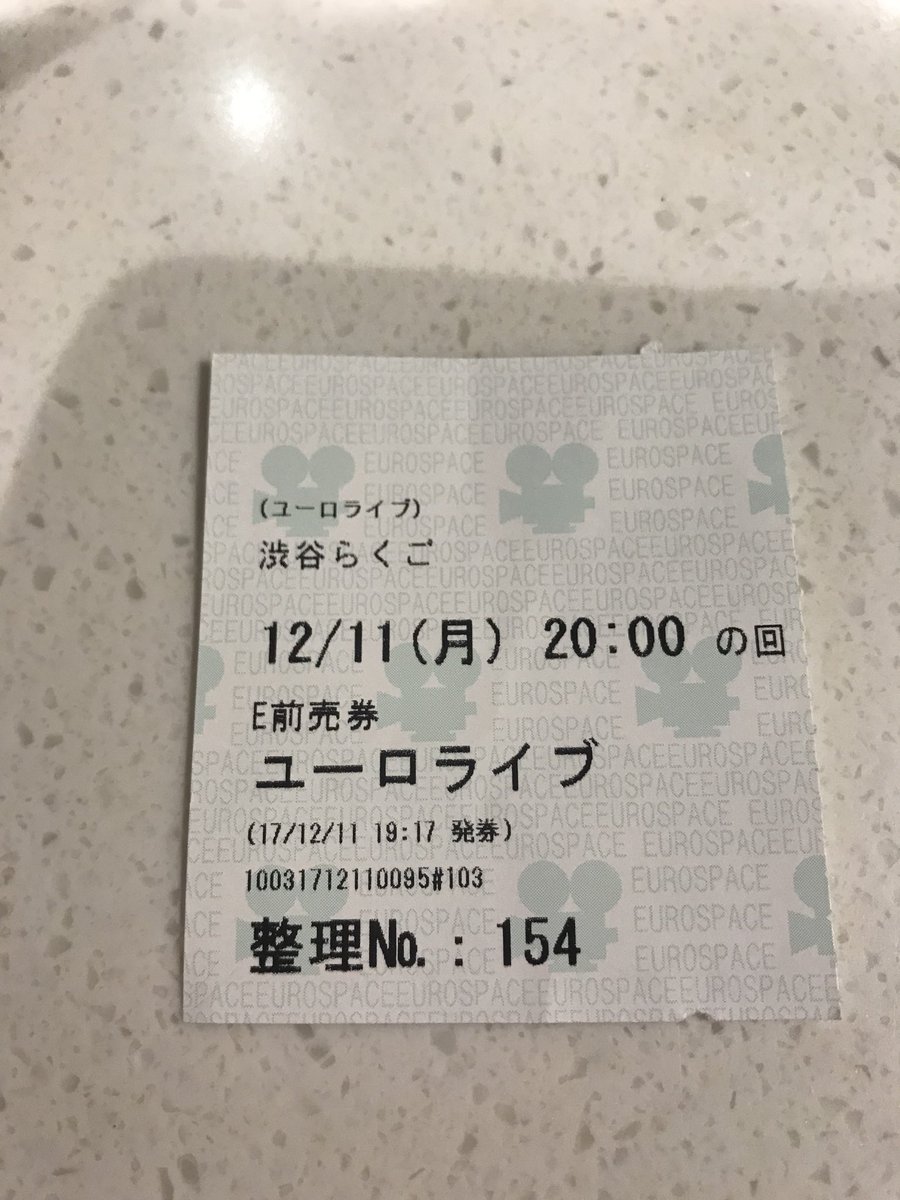 (ユーロライブ)
渋谷らくご
12/11(月) 20:00 の回
E前売券
ユーロライブ
(17/12/11 19:17 発券)
10031712110095#103
整理No.: 154
EUROSPACE